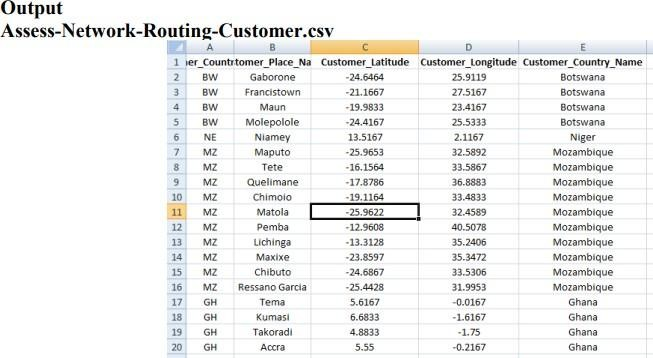 Output
Assess-Network-Routing-Customer.csv
A B C D E
1 er_Countr tomer_Place_Na Customer_Latitude Customer_Longitude Customer_Country_Name
2 BW Gaborone -24.6464 25.9119 Botswana
3 BW Francistown -21.1667 27.5167 Botswana
4 BW Maun -19.9833 23.4167 Botswana
5 BW Molepolole -24.4167 25.5333 Botswana
6 NE Niamey 13.5167 2.1167 Niger
7 MZ Maputo -25.9653 32.5892 Mozambique
8 MZ Tete -16.1564 33.5867 Mozambique
9 MZ Quelimane -17.8786 36.8883 Mozambique
10 MZ Chimoio -19.1164 33.4833 Mozambique
11 MZ Matola -25.9622 32.4589 Mozambique
12 MZ Pemba -12.9608 40.5078 Mozambique
13 MZ Lichinga -13.3128 35.2406 Mozambique
14 MZ Maxixe -23.8597 35.3472 Mozambique
15 MZ Chibuto -24.6867 33.5306 Mozambique
16 MZ Ressano Garcia -25.4428 31.9953 Mozambique
17 GH Tema 5.6167 -0.0167 Ghana
18 GH Kumasi 6.6833 -1.6167 Ghana
19 GH Takoradi 4.8833 -1.75 Ghana
20 GH Accra 5.55 -0.2167 Ghana